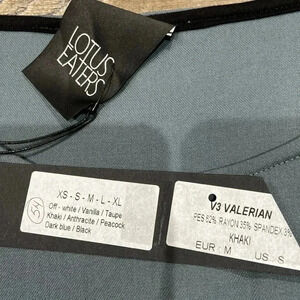 LOTUS
EATERS
XS - S - M - L - XL
Off - white / Vanilla / Taupe
Khaki / Anthracite / Peacock
Dark blue / Black
V3 VALERIAN
PES 62% RAYON 35% SPANDEX 3%
KHAKI
EUR : M US : S